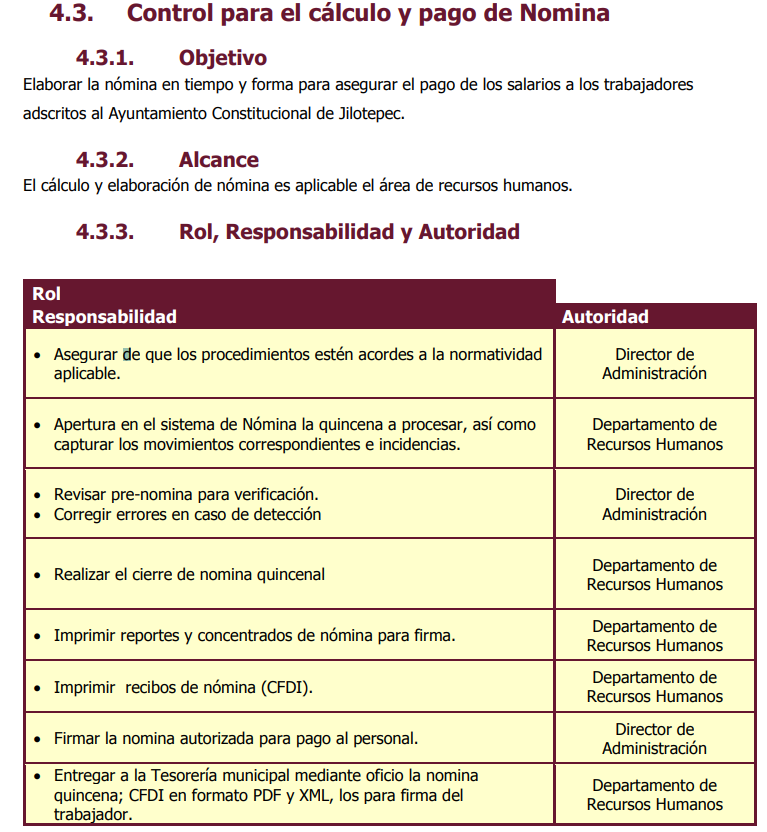 4.3. Control para el cálculo y pago de Nomina
4.3.1. Objetivo
Elaborar la nómina en tiempo y forma para asegurar el pago de los salarios a los trabajadores
adscritos al Ayuntamiento Constitucional de Jilotepec.
4.3.2. Alcance
El cálculo y elaboración de nómina es aplicable el área de recursos humanos.
4.3.3. Rol, Responsabilidad y Autoridad
Rol
Responsabilidad
Autoridad
• Asegurar de que los procedimientos estén acordes a la normatividad
aplicable.
Director de
Administración
• Apertura en el sistema de Nómina la quincena a procesar, así como
capturar los movimientos correspondientes e incidencias.
Departamento de
Recursos Humanos
• Revisar pre-nomina para verificación.
• Corregir errores en caso de detección
Director de
Administración
• Realizar el cierre de nomina quincenal
Departamento de
Recursos Humanos
• Imprimir reportes y concentrados de nómina para firma.
Departamento de
Recursos Humanos
• Imprimir recibos de nómina (CFDI).
Departamento de
Recursos Humanos
• Firmar la nomina autorizada para pago al personal.
Director de
Administración
• Entregar a la Tesorería municipal mediante oficio la nomina
quincena; CFDI en formato PDF y XML, los para firma del
trabajador.
Departamento de
Recursos Humanos